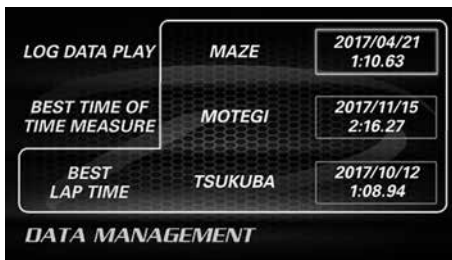 LOG DATA PLAY
MAZE
2017/04/21
1:10.63
BEST TIME OF
TIME MEASURE
MOTEGI
2017/11/15
2:16.27
BEST
LAP TIME
TSUKUBA
2017/10/12
1:08.94
DATA MANAGEMENT